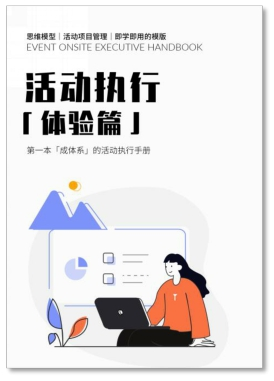 思维模型｜活动项目管理｜即学即用的模版
EVENT ONSITE EXECUTIVE HANDBOOK
活动执行
「体验篇」
第一本「成体系」的活动执行手册
T